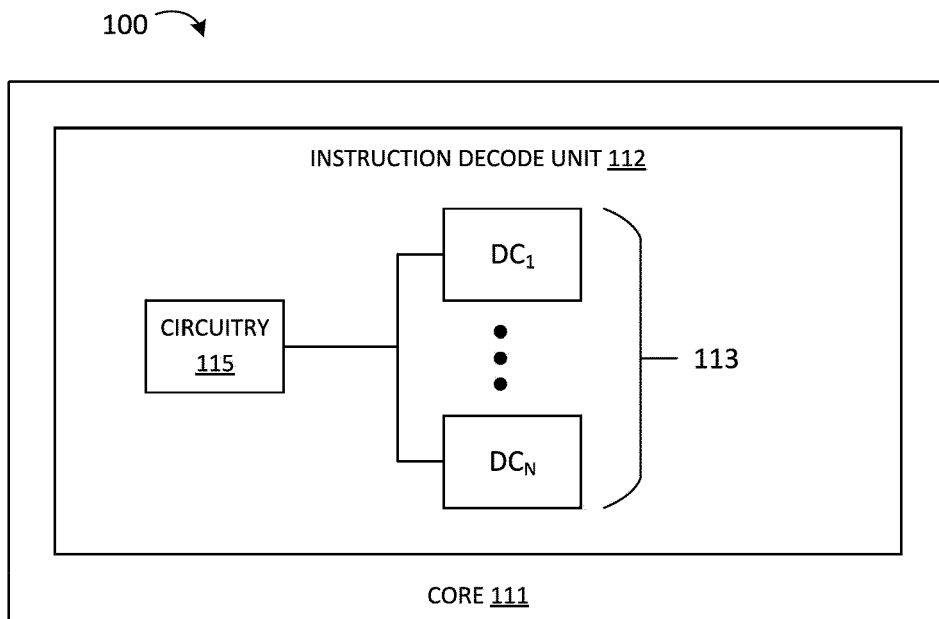 100
INSTRUCTION DECODE UNIT 112
DC₁
CIRCUITRY
115
113
DCₙ
CORE 111